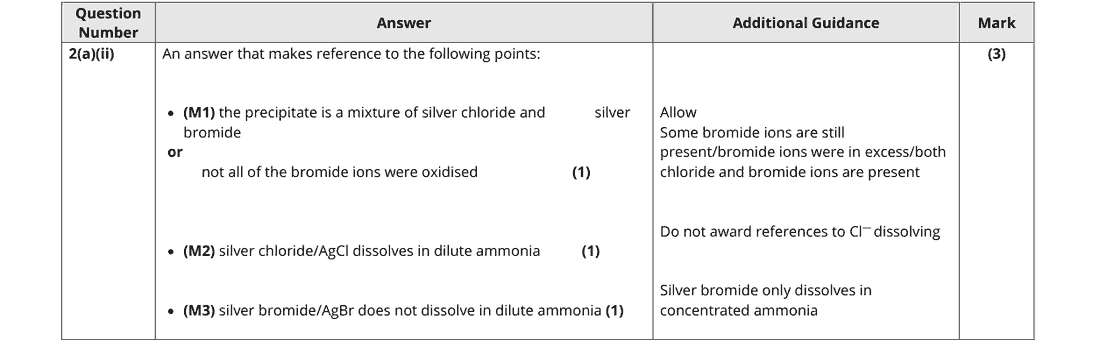 Question Number
Answer
Additional Guidance
Mark
2(a)(ii)
An answer that makes reference to the following points:
(3)
• (M1) the precipitate is a mixture of silver chloride and silver
bromide
or
not all of the bromide ions were oxidised (1)
Allow
Some bromide ions are still
present/bromide ions were in excess/both
chloride and bromide ions are present
• (M2) silver chloride/AgCl dissolves in dilute ammonia (1)
Do not award references to Cl⁻ dissolving
• (M3) silver bromide/AgBr does not dissolve in dilute ammonia (1)
Silver bromide only dissolves in
concentrated ammonia